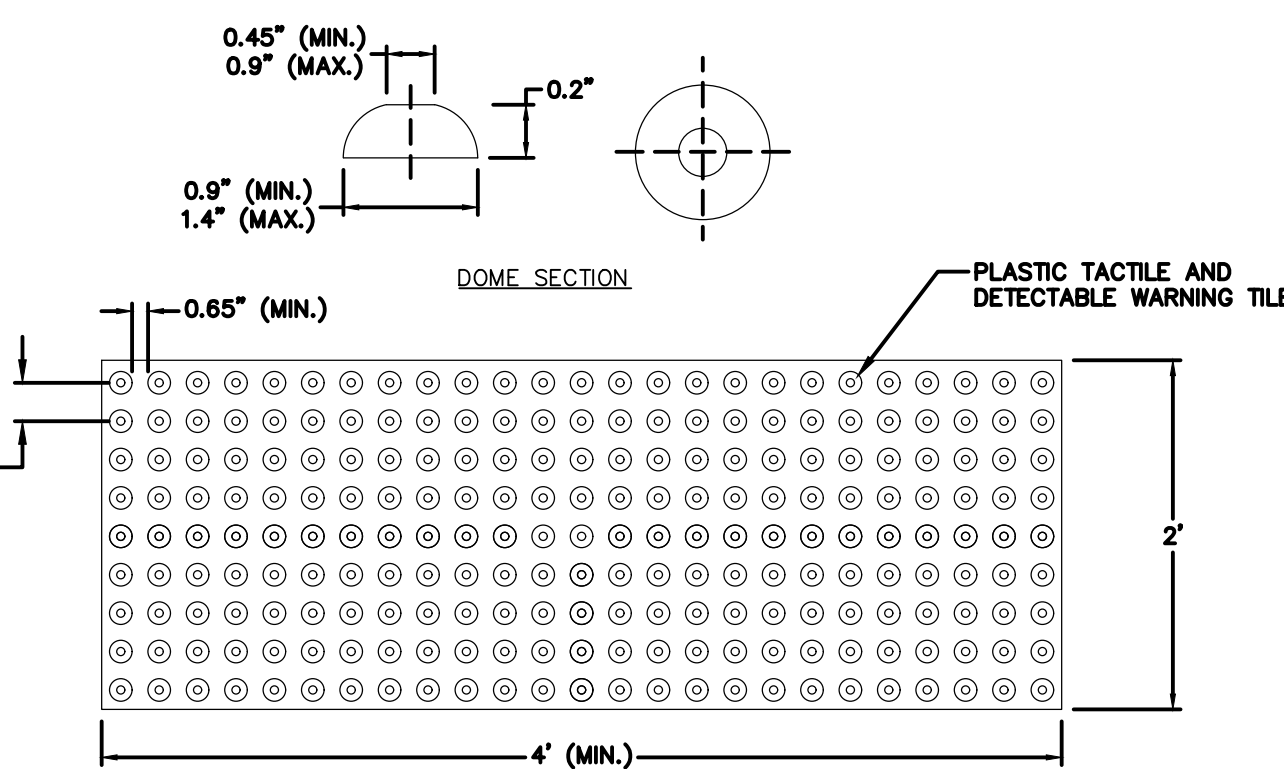 0.45" (MIN.)
0.9" (MAX.)
0.2"
0.9" (MIN.)
1.4" (MAX.)
DOME SECTION
PLASTIC TACTILE AND
DETECTABLE WARNING TILE
0.65" (MIN.)
2'
4' (MIN.)